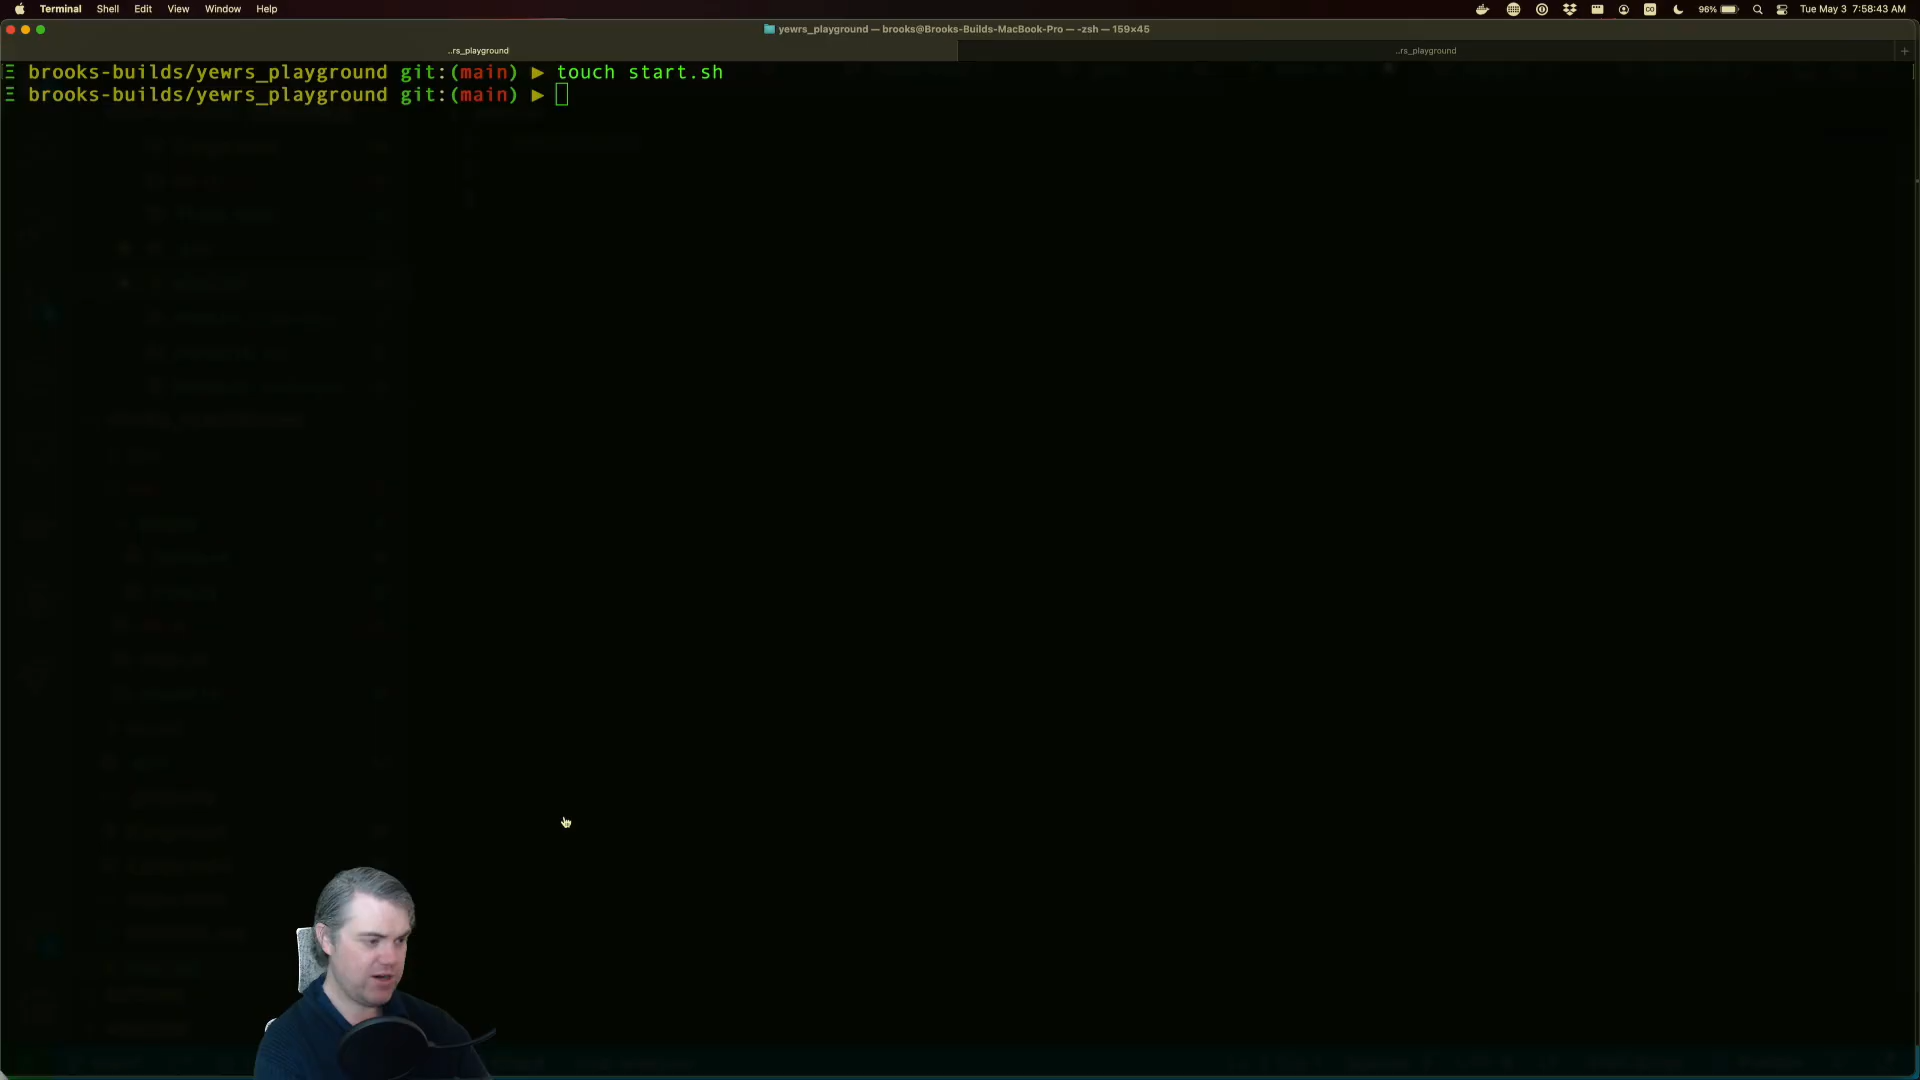 Terminal Shell Edit View Window Help 96% Tue May 3 7:58:43 AM
yewrs_playground — brooks@Brooks-Builds-MacBook-Pro — -zsh — 159×45
..rs_playground ..rs_playground +
Ξ brooks-builds/yewrs_playground git:(main) ▶ touch start.sh
Ξ brooks-builds/yewrs_playground git:(main) ▶